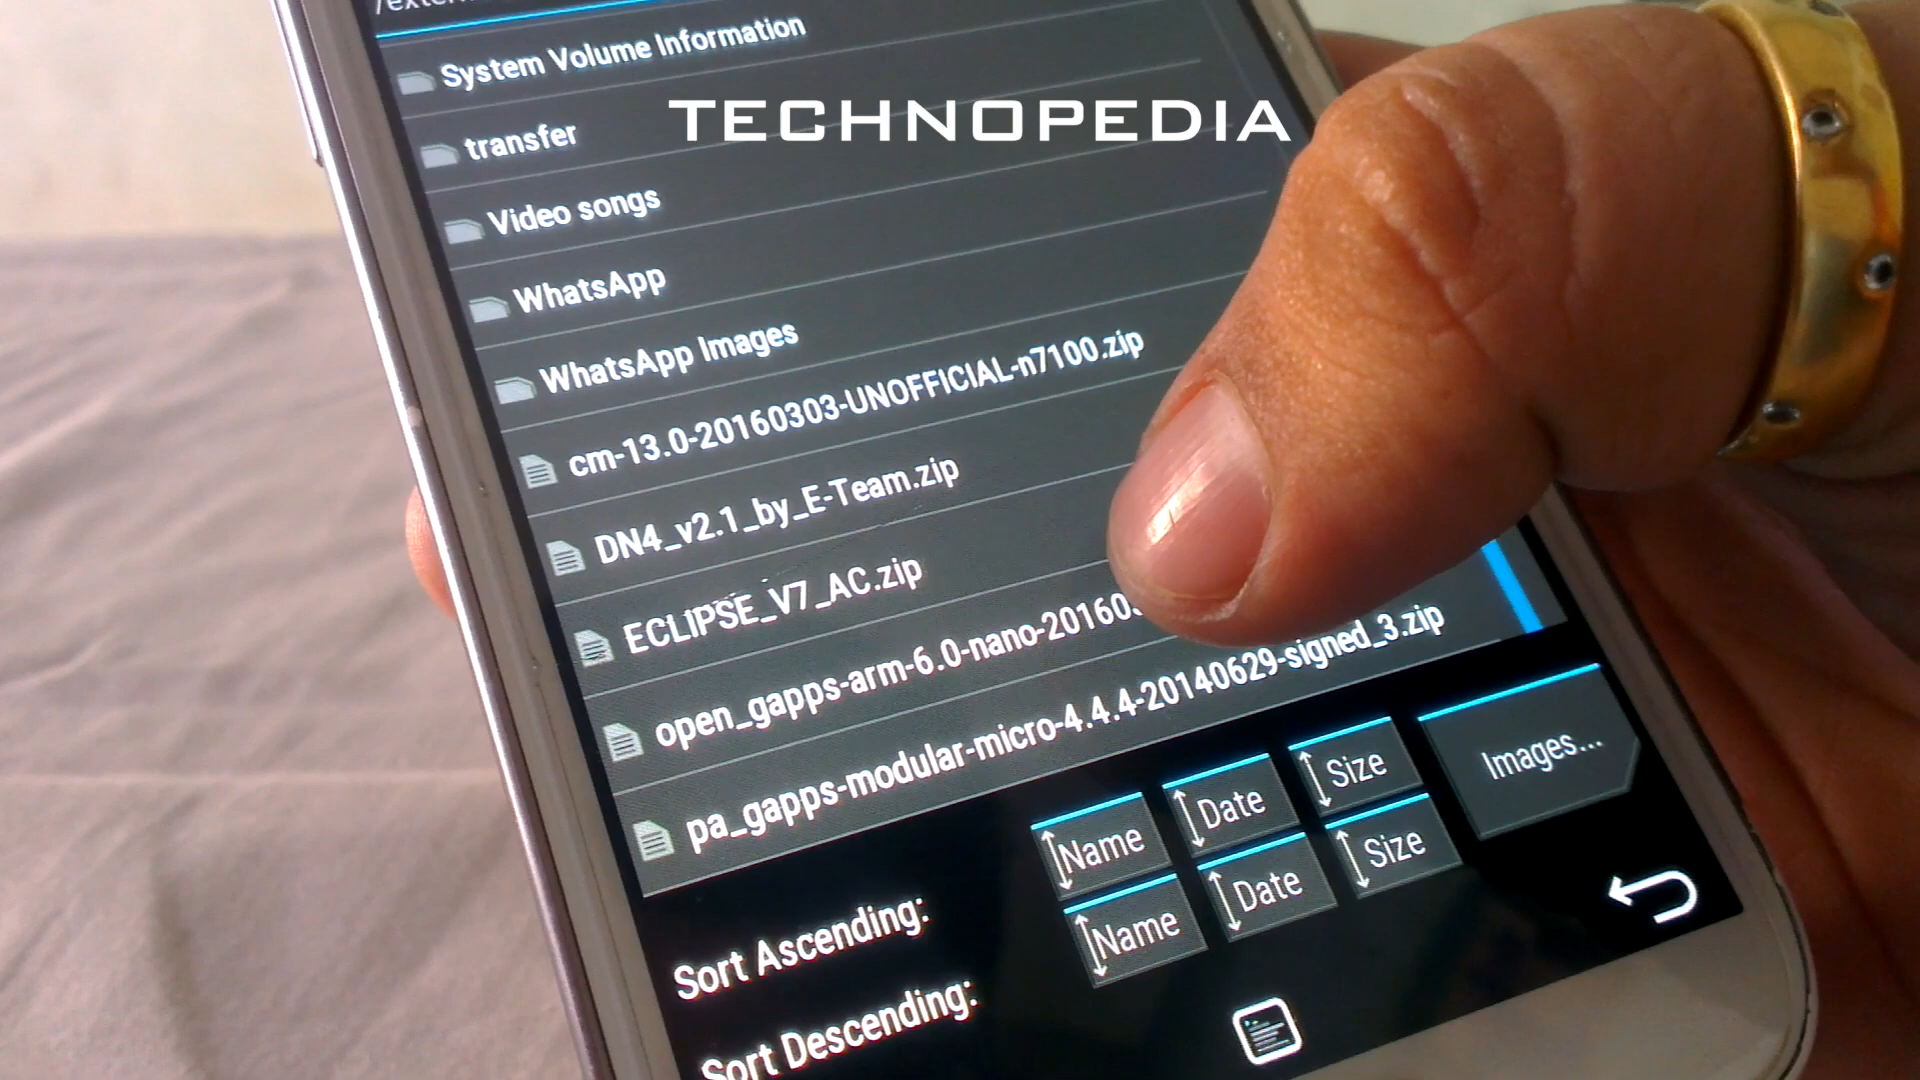 /extern
System Volume Information
TECHNOPEDIA
transfer
Video songs
WhatsApp
WhatsApp Images
cm-13.0-20160303-UNOFFICIAL-n7100.zip
DN4_v2.1_by_E-Team.zip
ECLIPSE_V7_AC.zip
open_gapps-arm-6.0-nano-201603
pa_gapps-modular-micro-4.4.4-20140629-signed_3.zip
Sort Ascending: Name Date Size Images...
Sort Descending: Name Date Size